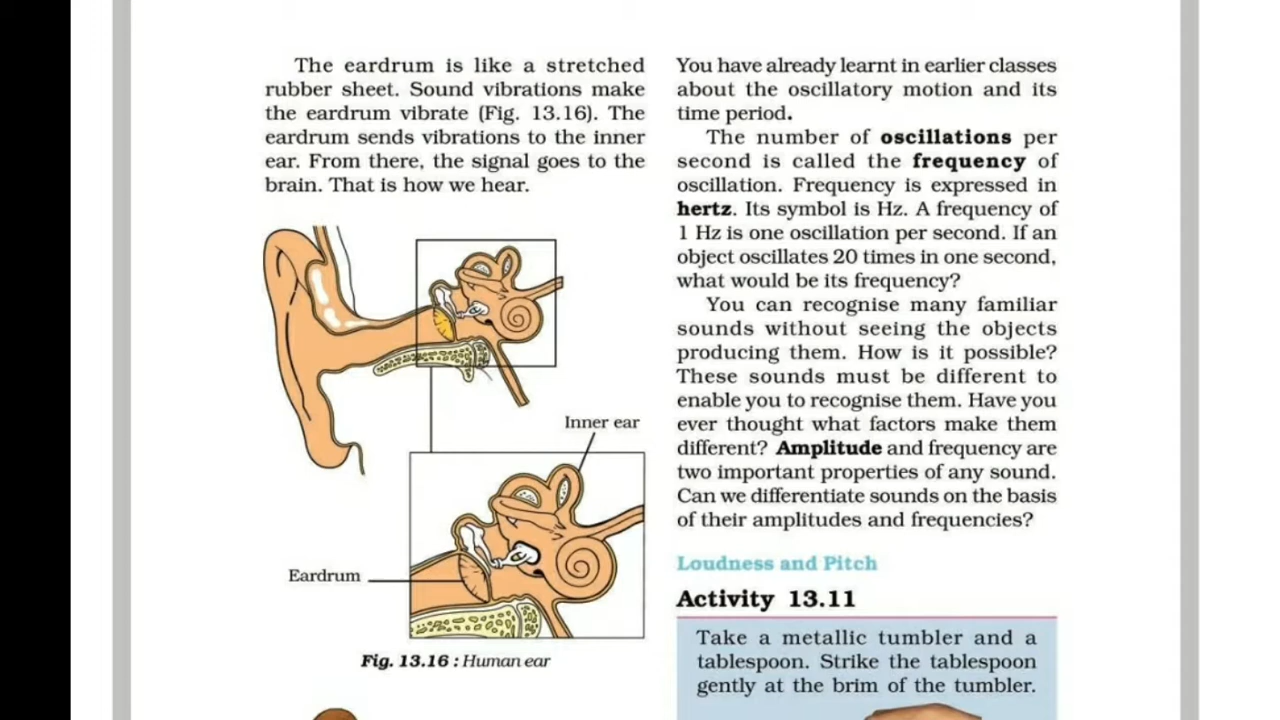 The eardrum is like a stretched
rubber sheet. Sound vibrations make
the eardrum vibrate (Fig. 13.16). The
eardrum sends vibrations to the inner
ear. From there, the signal goes to the
brain. That is how we hear.
Inner ear
Eardrum
Fig. 13.16 : Human ear
You have already learnt in earlier classes
about the oscillatory motion and its
time period.
The number of oscillations per
second is called the frequency of
oscillation. Frequency is expressed in
hertz. Its symbol is Hz. A frequency of
1 Hz is one oscillation per second. If an
object oscillates 20 times in one second,
what would be its frequency?
You can recognise many familiar
sounds without seeing the objects
producing them. How is it possible?
These sounds must be different to
enable you to recognise them. Have you
ever thought what factors make them
different? Amplitude and frequency are
two important properties of any sound.
Can we differentiate sounds on the basis
of their amplitudes and frequencies?
Loudness and Pitch
Activity 13.11
Take a metallic tumbler and a
tablespoon. Strike the tablespoon
gently at the brim of the tumbler.